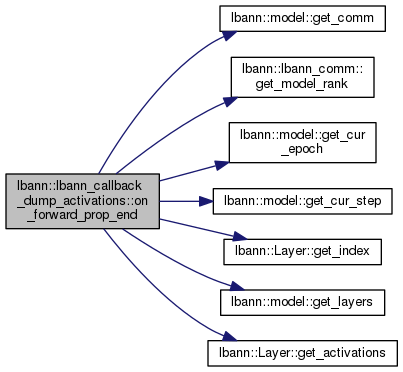 lbann::model::get_comm
lbann::lbann_comm::
get_model_rank
lbann::model::get_cur
_epoch
lbann::lbann_callback
_dump_activations::on
_forward_prop_end
lbann::model::get_cur_step
lbann::Layer::get_index
lbann::model::get_layers
lbann::Layer::get_activations